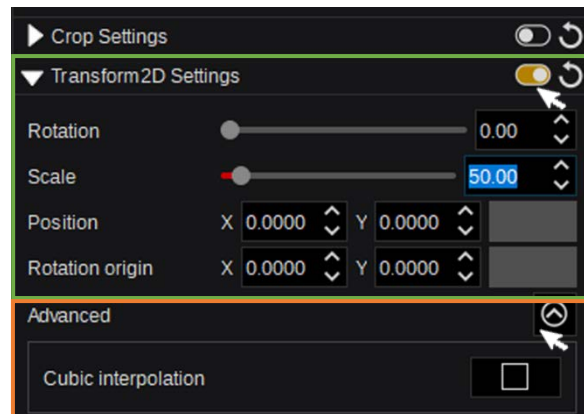 Crop Settings
Transform2D Settings
Rotation 0.00
Scale 50.00
Position X 0.0000 Y 0.0000
Rotation origin X 0.0000 Y 0.0000
Advanced
Cubic interpolation